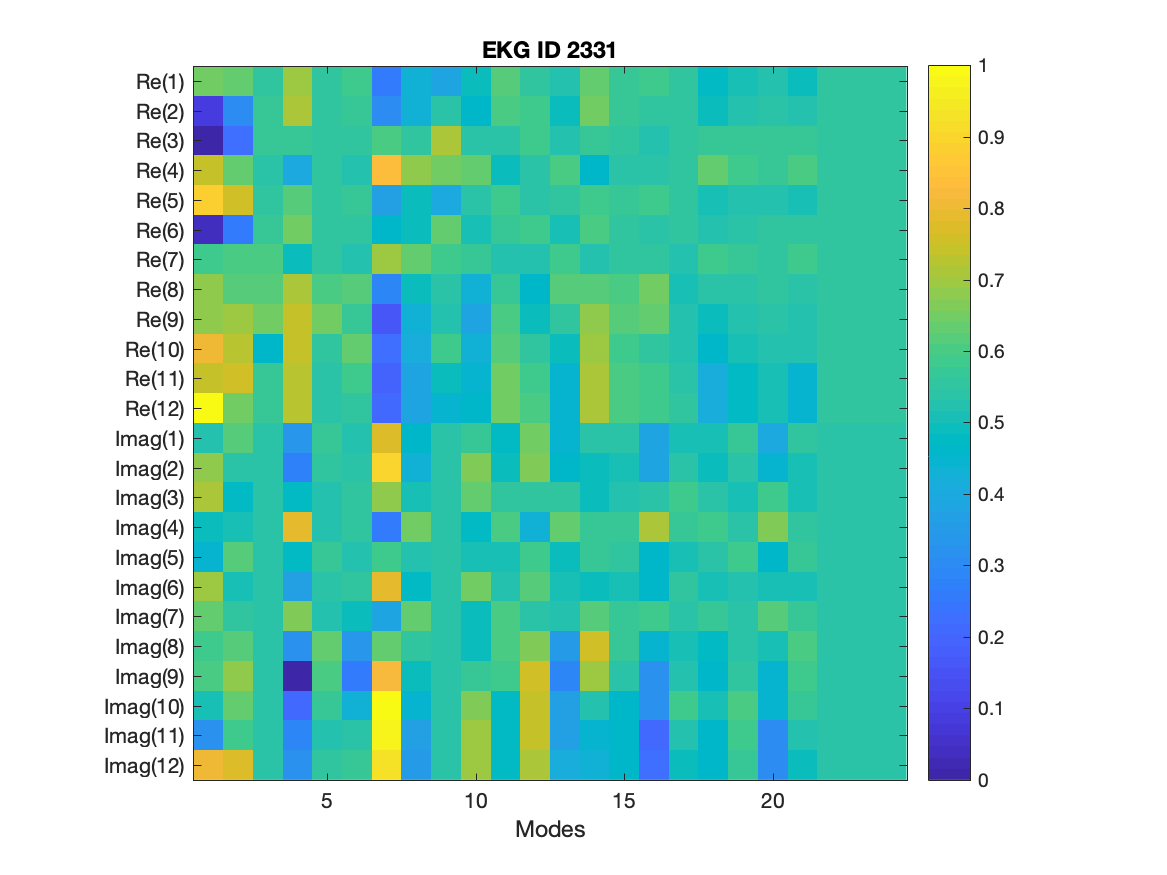 EKG ID 2331
Re(1)
Re(2)
Re(3)
Re(4)
Re(5)
Re(6)
Re(7)
Re(8)
Re(9)
Re(10)
Re(11)
Re(12)
Imag(1)
Imag(2)
Imag(3)
Imag(4)
Imag(5)
Imag(6)
Imag(7)
Imag(8)
Imag(9)
Imag(10)
Imag(11)
Imag(12)
5 10 15 20
Modes
1
0.9
0.8
0.7
0.6
0.5
0.4
0.3
0.2
0.1
0